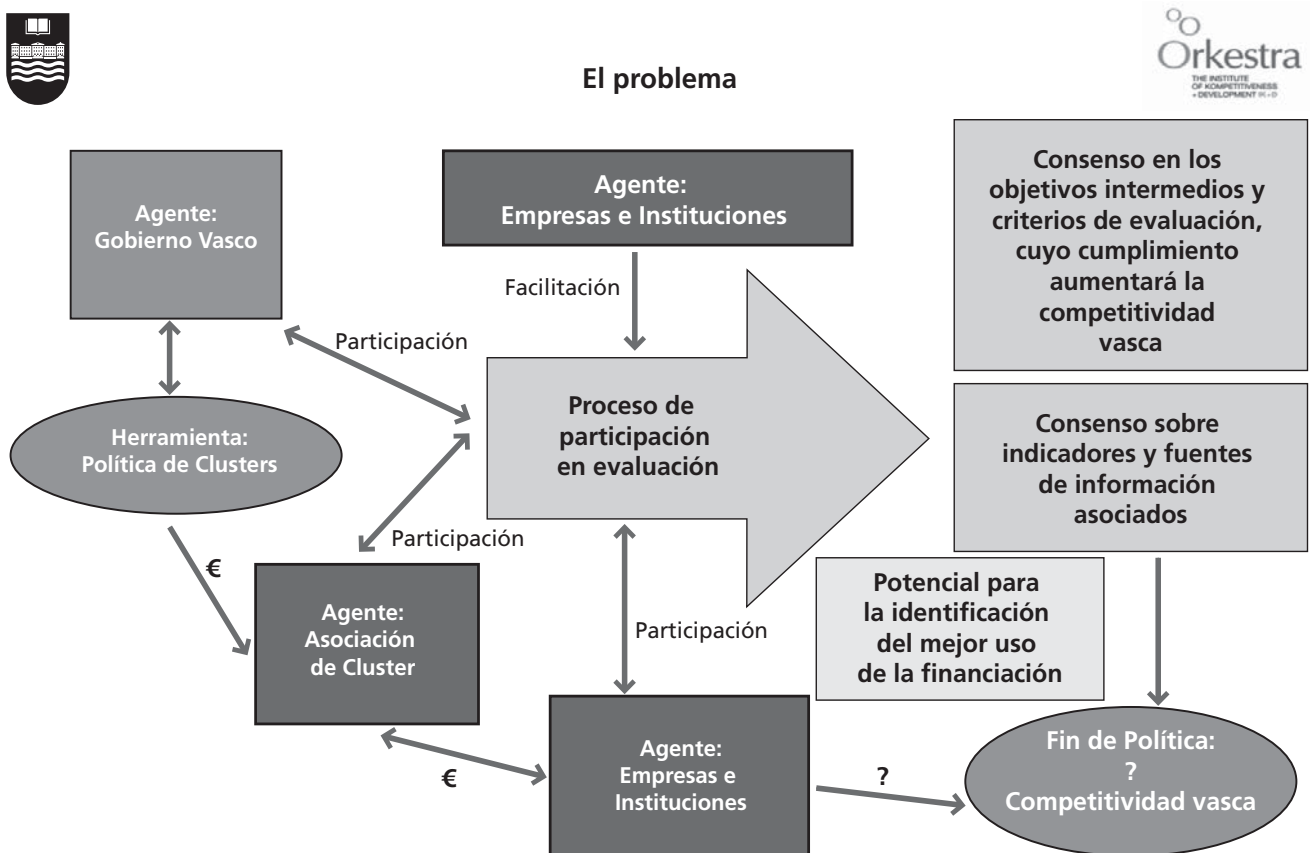 El problema
Orkestra
THE INSTITUTE
OF KOMPETITIVENESS
+ DEVELOPMENT
Agente:
Gobierno Vasco
Agente:
Empresas e Instituciones
Consenso en los
objetivos intermedios y
criterios de evaluación,
cuyo cumplimiento
aumentará la
competitividad
vasca
Facilitación
Participación
Herramienta:
Política de Clusters
Proceso de
participación
en evaluación
Consenso sobre
indicadores y fuentes
de información
asociados
Participación
€
Agente:
Asociación
de Cluster
Participación
Potencial para
la identificación
del mejor uso
de la financiación
€
Agente:
Empresas e
Instituciones
?
Fin de Política:
?
Competitividad vasca